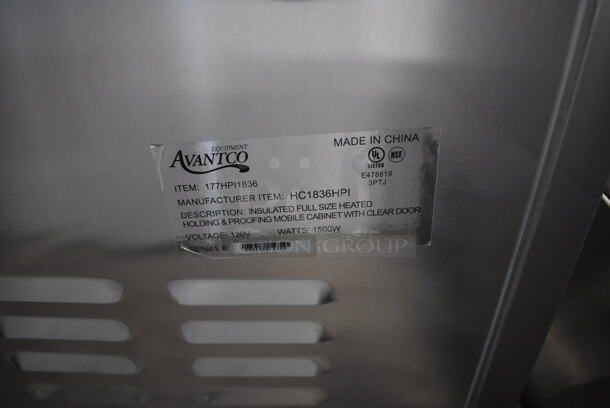 EQUIPMENT
AVANTCO
MADE IN CHINA
UL
LISTED
NSF
E478819
3PTJ
ITEM: 177HPI1836
MANUFACTURER ITEM: HC1836HPI
DESCRIPTION: INSULATED FULL SIZE HEATED
HOLDING & PROOFING MOBILE CABINET WITH CLEAR DOOR
VOLTAGE: 120V WATTS: 1500W
SERIAL #:
GROUP